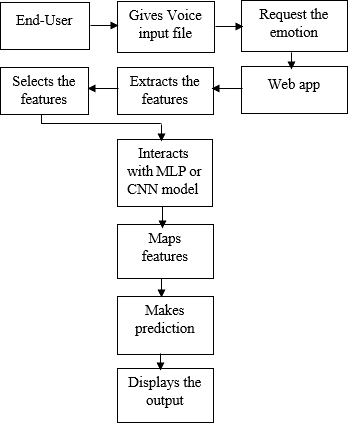 End-User
Gives Voice
input file
Request the
emotion
Web app
Extracts the
features
Selects the
features
Interacts
with MLP or
CNN model
Maps
features
Makes
prediction
Displays the
output